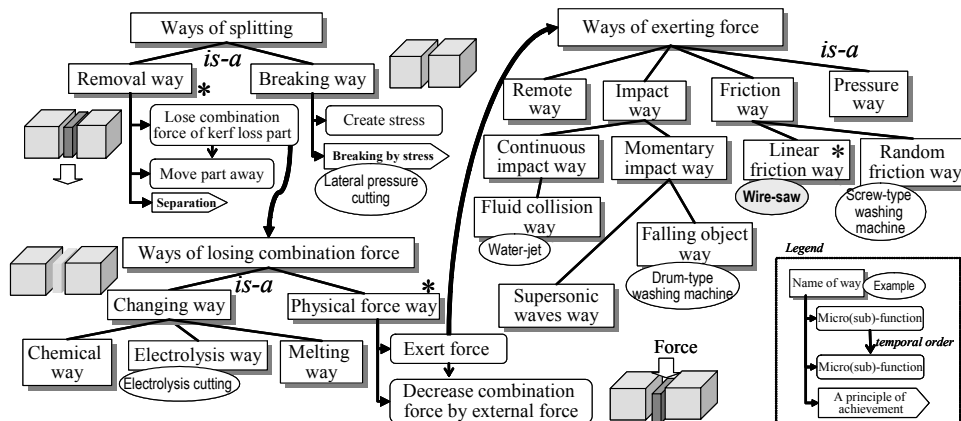 Ways of splitting
is-a
Removal way
*
Breaking way
Lose combination
force of kerf loss part
Move part away
Separation
Create stress
Breaking by stress
Lateral pressure
cutting
Ways of losing combination force
is-a
Changing way
Physical force way
*
Chemical
way
Electrolysis way
Electrolysis cutting
Melting
way
Exert force
Decrease combination
force by external force
Force
Ways of exerting force
is-a
Remote
way
Impact
way
Friction
way
Pressure
way
Continuous
impact way
Momentary
impact way
Linear
friction way
*
Random
friction way
Wire-saw
Screw-type
washing
machine
Fluid collision
way
Water-jet
Falling object
way
Drum-type
washing machine
Supersonic
waves way
Legend
Name of way
Example
Micro(sub)-function
temporal order
Micro(sub)-function
A principle of
achievement